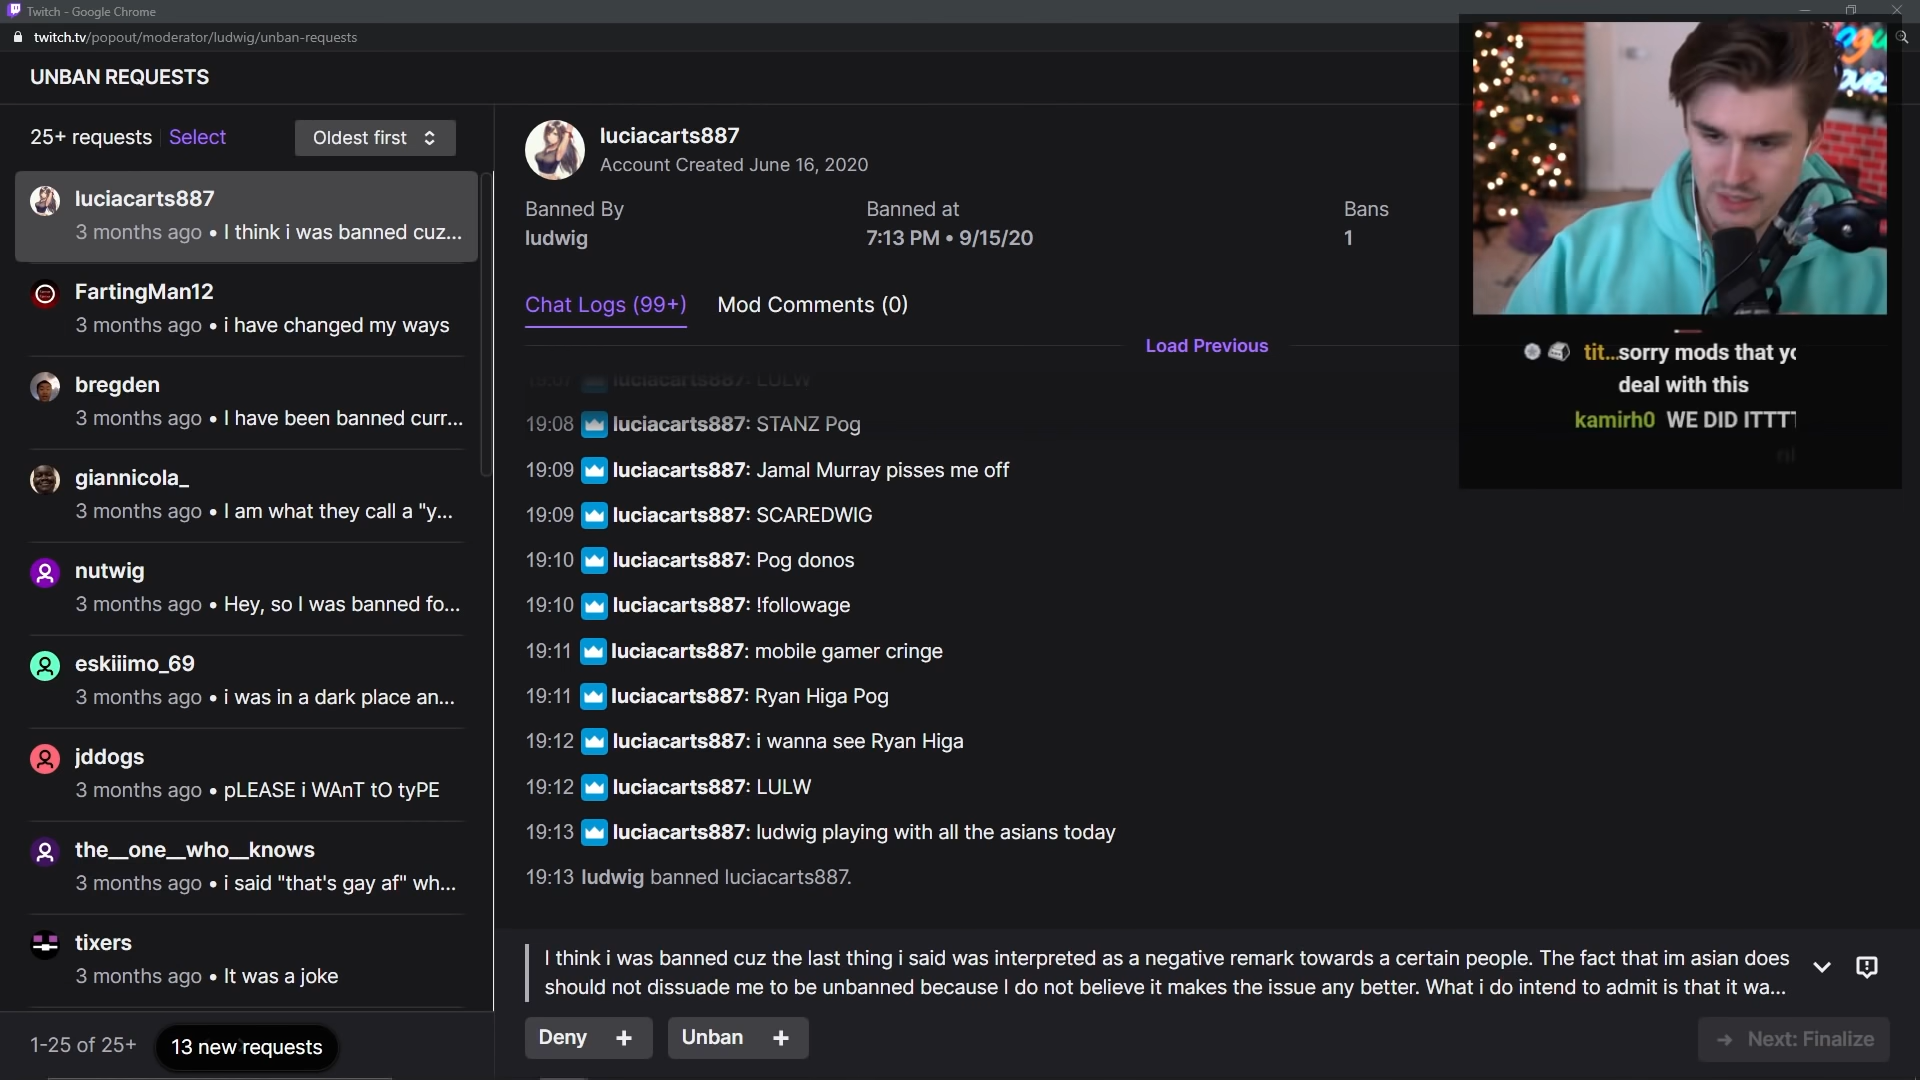 Twitch - Google Chrome
twitch.tv/popout/moderator/ludwig/unban-requests
UNBAN REQUESTS
25+ requests Select Oldest first
luciacarts887
3 months ago • I think i was banned cuz...
FartingMan12
3 months ago • i have changed my ways
bregden
3 months ago • I have been banned curr...
giannicola_
3 months ago • I am what they call a "y...
nutwig
3 months ago • Hey, so I was banned fo...
eskiiimo_69
3 months ago • i was in a dark place an...
jddogs
3 months ago • pLEASE i WAnT tO tyPE
the__one__who__knows
3 months ago • i said "that's gay af" wh...
tixers
3 months ago • It was a joke
1-25 of 25+ 13 new requests
luciacarts887
Account Created June 16, 2020
Banned By Banned at Bans
ludwig 7:13 PM • 9/15/20 1
Chat Logs (99+) Mod Comments (0)
Load Previous
19:07 luciacarts887: LULW
19:08 luciacarts887: STANZ Pog
19:09 luciacarts887: Jamal Murray pisses me off
19:09 luciacarts887: SCAREDWIG
19:10 luciacarts887: Pog donos
19:10 luciacarts887: !followage
19:11 luciacarts887: mobile gamer cringe
19:11 luciacarts887: Ryan Higa Pog
19:12 luciacarts887: i wanna see Ryan Higa
19:12 luciacarts887: LULW
19:13 luciacarts887: ludwig playing with all the asians today
19:13 ludwig banned luciacarts887.
I think i was banned cuz the last thing i said was interpreted as a negative remark towards a certain people. The fact that im asian does
should not dissuade me to be unbanned because I do not believe it makes the issue any better. What i do intend to admit is that it wa...
Deny + Unban +
Next: Finalize
tit...sorry mods that yo
deal with this
kamirh0 WE DID ITTTT